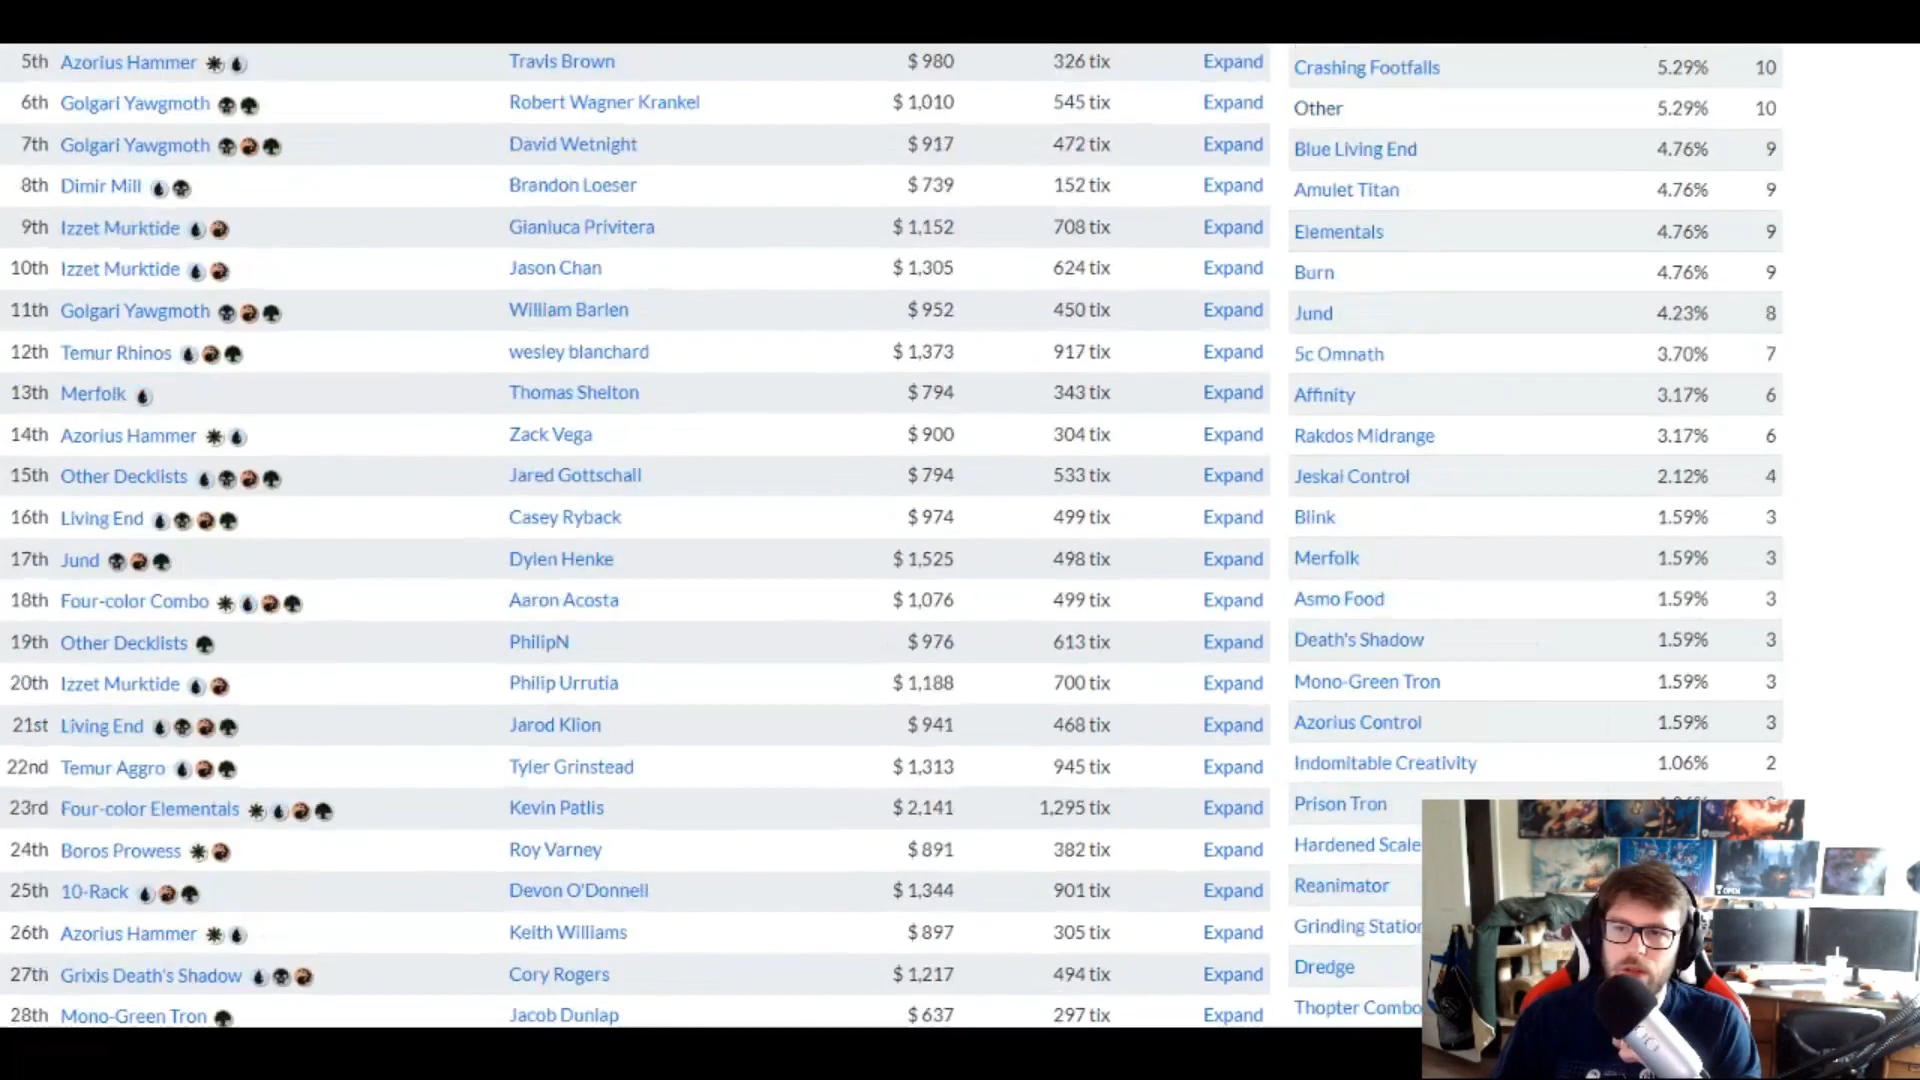 5th Azorius Hammer Travis Brown $ 980 326 tix Expand
6th Golgari Yawgmoth Robert Wagner Krankel $ 1,010 545 tix Expand
7th Golgari Yawgmoth David Wetnight $ 917 472 tix Expand
8th Dimir Mill Brandon Loeser $ 739 152 tix Expand
9th Izzet Murktide Gianluca Privitera $ 1,152 708 tix Expand
10th Izzet Murktide Jason Chan $ 1,305 624 tix Expand
11th Golgari Yawgmoth William Barlen $ 952 450 tix Expand
12th Temur Rhinos wesley blanchard $ 1,373 917 tix Expand
13th Merfolk Thomas Shelton $ 794 343 tix Expand
14th Azorius Hammer Zack Vega $ 900 304 tix Expand
15th Other Decklists Jared Gottschall $ 794 533 tix Expand
16th Living End Casey Ryback $ 974 499 tix Expand
17th Jund Dylen Henke $ 1,525 498 tix Expand
18th Four-color Combo Aaron Acosta $ 1,076 499 tix Expand
19th Other Decklists PhilipN $ 976 613 tix Expand
20th Izzet Murktide Philip Urrutia $ 1,188 700 tix Expand
21st Living End Jarod Klion $ 941 468 tix Expand
22nd Temur Aggro Tyler Grinstead $ 1,313 945 tix Expand
23rd Four-color Elementals Kevin Patlis $ 2,141 1,295 tix Expand
24th Boros Prowess Roy Varney $ 891 382 tix Expand
25th 10-Rack Devon O'Donnell $ 1,344 901 tix Expand
26th Azorius Hammer Keith Williams $ 897 305 tix Expand
27th Grixis Death's Shadow Cory Rogers $ 1,217 494 tix Expand
28th Mono-Green Tron Jacob Dunlap $ 637 297 tix Expand
Crashing Footfalls 5.29% 10
Other 5.29% 10
Blue Living End 4.76% 9
Amulet Titan 4.76% 9
Elementals 4.76% 9
Burn 4.76% 9
Jund 4.23% 8
5c Omnath 3.70% 7
Affinity 3.17% 6
Rakdos Midrange 3.17% 6
Jeskai Control 2.12% 4
Blink 1.59% 3
Merfolk 1.59% 3
Asmo Food 1.59% 3
Death's Shadow 1.59% 3
Mono-Green Tron 1.59% 3
Azorius Control 1.59% 3
Indomitable Creativity 1.06% 2
Prison Tron
Hardened Scale
Reanimator
Grinding Station
Dredge
Thopter Combo
OPEN